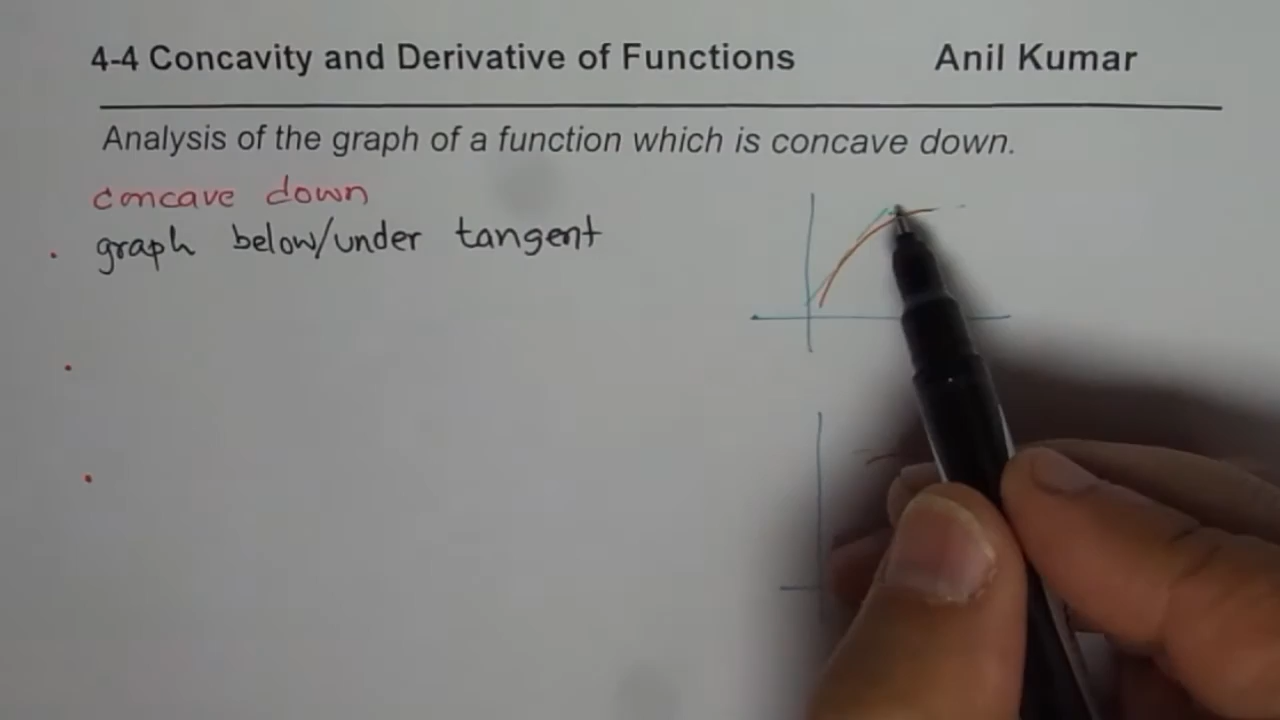 4-4 Concavity and Derivative of Functions Anil Kumar
Analysis of the graph of a function which is concave down.
concave down
graph below/under tangent